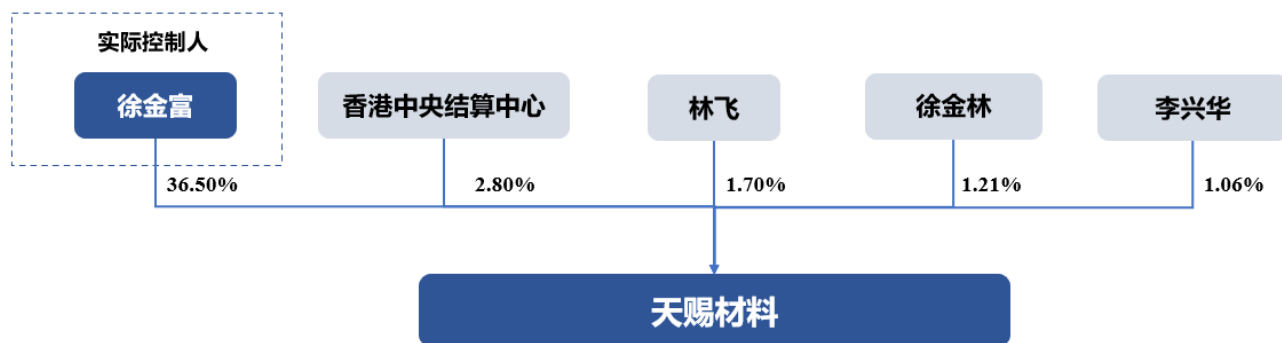 实际控制人
徐金富
香港中央结算中心
林飞
徐金林
李兴华
36.50%
2.80%
1.70%
1.21%
1.06%
天赐材料